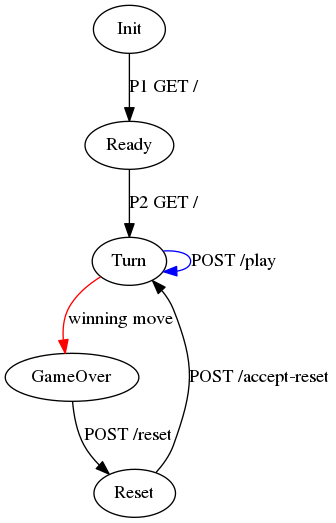 Init
P1 GET /
Ready
P2 GET /
Turn
POST /play
winning move
GameOver
POST /accept-reset
POST /reset
Reset